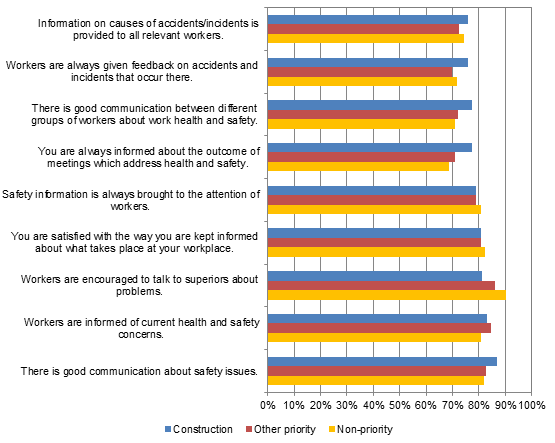 Information on causes of accidents/incidents is
provided to all relevant workers.
Workers are always given feedback on accidents and
incidents that occur there.
There is good communication between different
groups of workers about work health and safety.
You are always informed about the outcome of
meetings which address health and safety.
Safety information is always brought to the attention of
workers.
You are satisfied with the way you are kept informed
about what takes place at your workplace.
Workers are encouraged to talk to superiors about
problems.
Workers are informed of current health and safety
concerns.
There is good communication about safety issues.
0% 10% 20% 30% 40% 50% 60% 70% 80% 90% 100%
Construction Other priority Non-priority